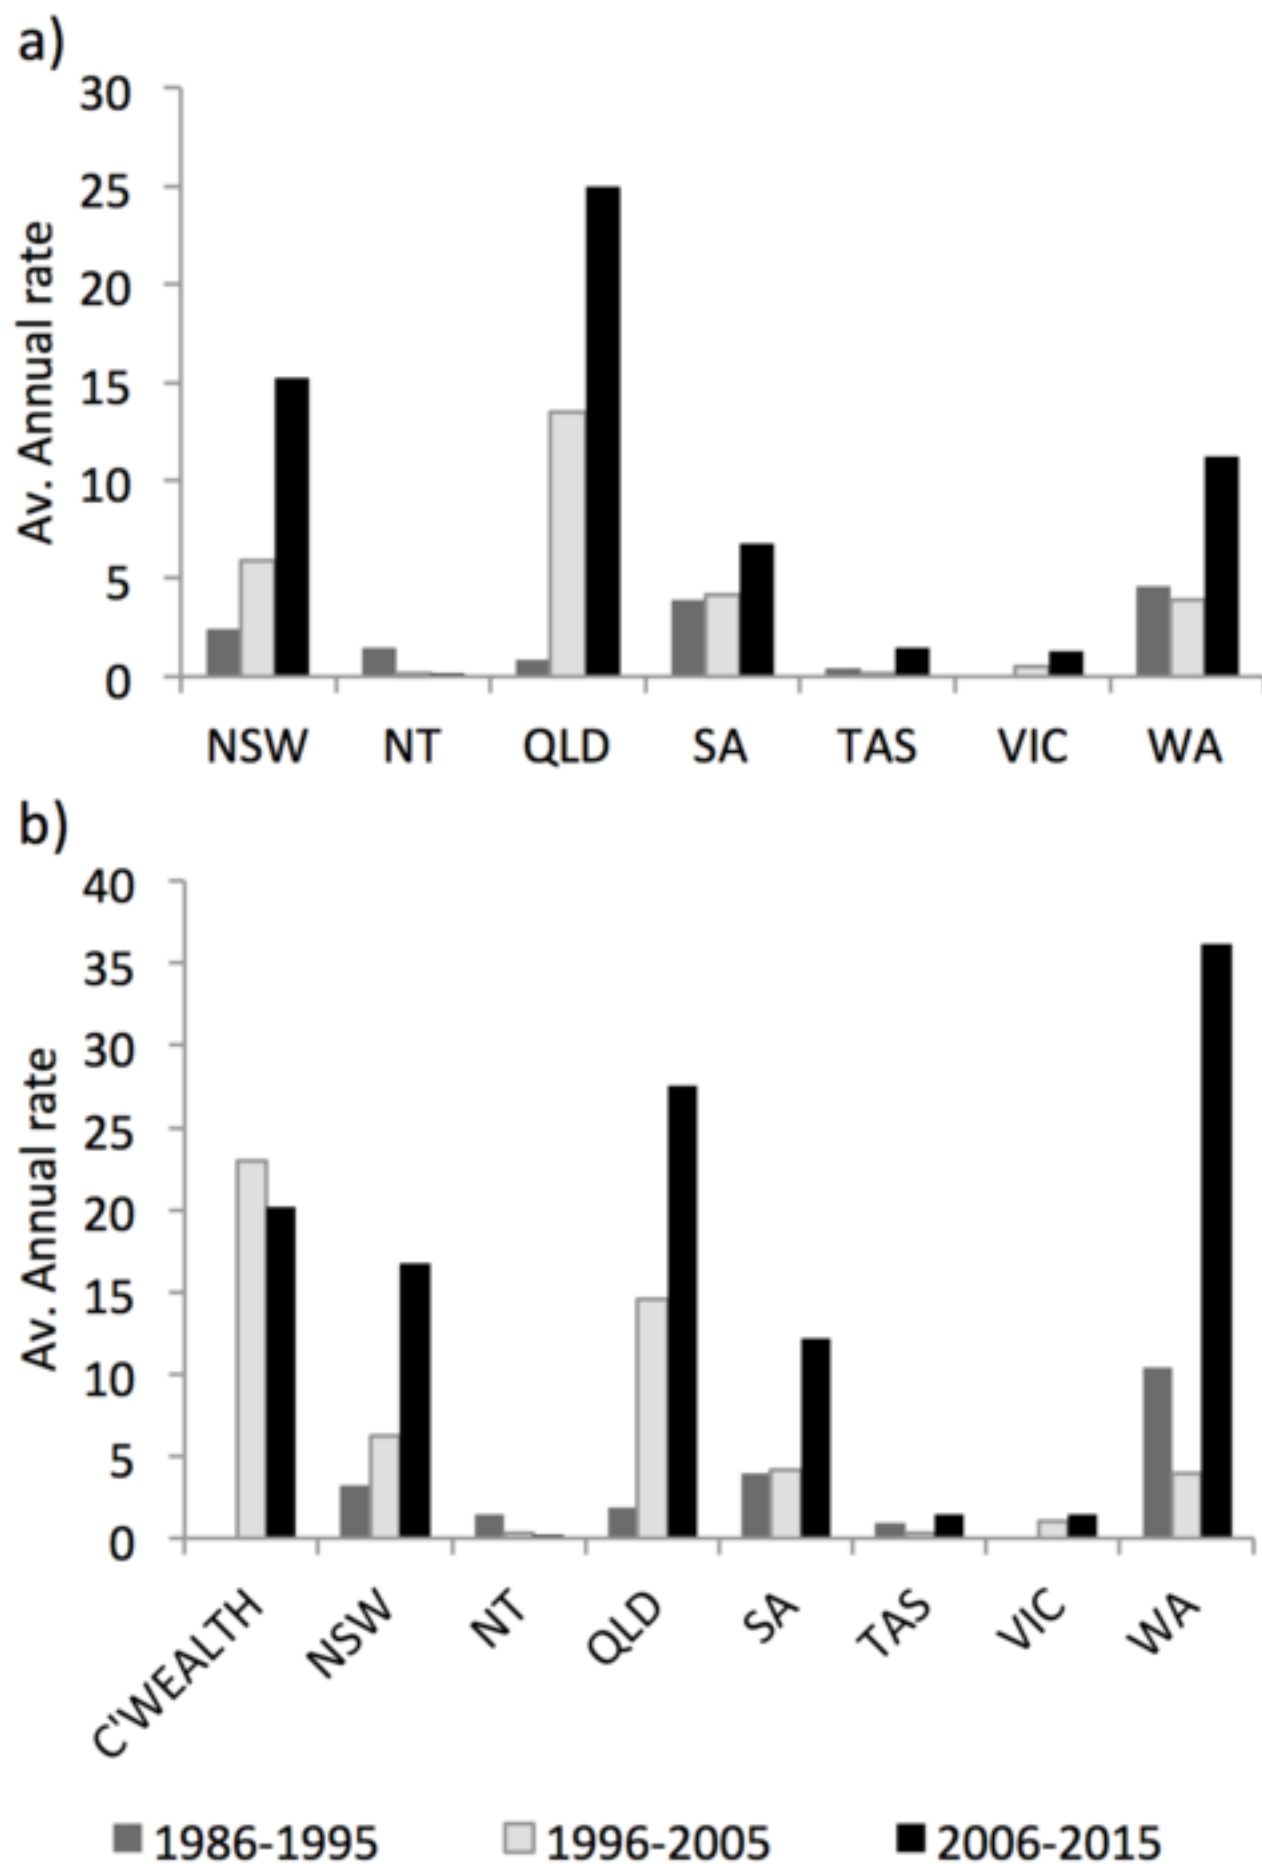 a)
30
25
20
15
10
5
0
Av. Annual rate
NSW NT QLD SA TAS VIC WA
b)
40
35
30
25
20
15
10
5
0
Av. Annual rate
C'WEALTH NSW NT QLD SA TAS VIC WA
1986-1995 1996-2005 2006-2015